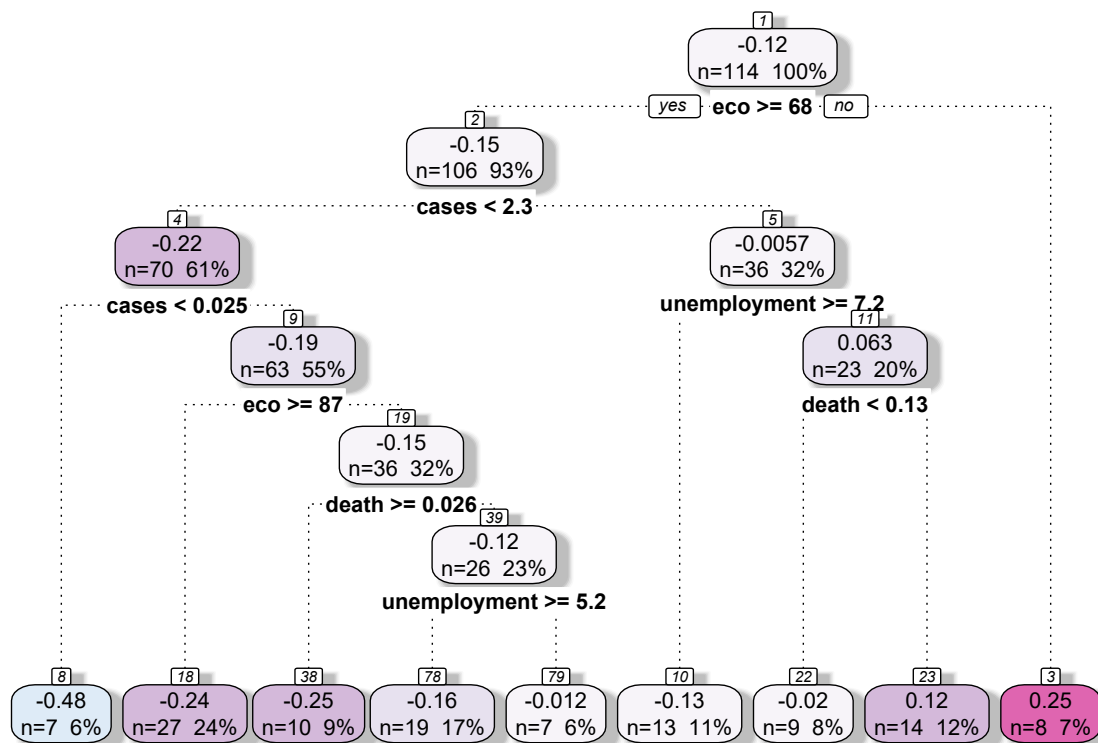 1
-0.12
n=114 100%
yes eco >= 68 no
2
-0.15
n=106 93%
cases < 2.3
4
-0.22
n=70 61%
5
-0.0057
n=36 32%
cases < 0.025
unemployment >= 7.2
9
-0.19
n=63 55%
11
0.063
n=23 20%
eco >= 87
death < 0.13
19
-0.15
n=36 32%
death >= 0.026
39
-0.12
n=26 23%
unemployment >= 5.2
8
-0.48
n=7 6%
18
-0.24
n=27 24%
38
-0.25
n=10 9%
78
-0.16
n=19 17%
79
-0.012
n=7 6%
10
-0.13
n=13 11%
22
-0.02
n=9 8%
23
0.12
n=14 12%
3
0.25
n=8 7%